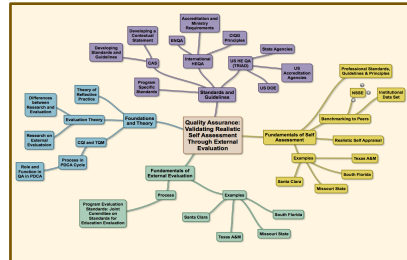 Accreditation and
Ministry
Requirements
CIQG
Principles
Developing a
Contextual
Statement
ENQA
Developing
Standards and
Guidelines
International
HEQA
State Agencies
US HE QA
(TRIAD)
CAS
US
Accreditation
Agencies
Program
Specific
Standards
US DOE
Standards and
Guidelines
Professional Standards,
Guidelines & Principles
NSSE
Institutional
Data Set
Benchmarking to Peers
Theory of
Reflective
Practice
Differences
between
Research and
Evaluation
Evaluation Theory
Foundations
and Theory
Quality Assurance:
Validating Realistic
Self Assessment
Through External
Evaluation
Fundamentals of Self
Assessment
Realistic Self Appraisal
Research on
External
Evaluation
CQI and TQM
Examples
Texas A&M
South Florida
Santa Clara
Missouri State
Process in
PDCA Cycle
Role and
Function in
QA in PDCA
Fundamentals of
External Evaluation
Process
Examples
Program Evaluation
Standards: Joint
Committee on
Standards for
Education Evaluation
Santa Clara
South Florida
Texas A&M
Missouri State